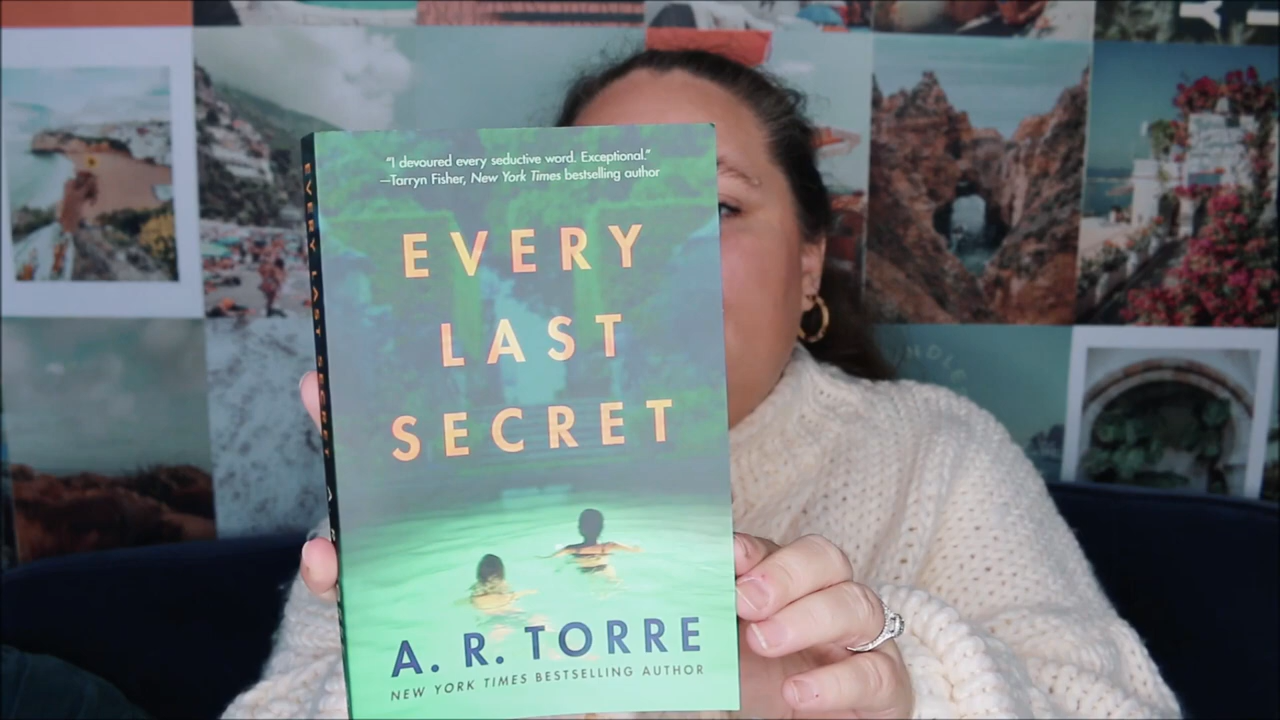 "I devoured every seductive word. Exceptional."
—Tarryn Fisher, New York Times bestselling author
EVERY
LAST
SECRET
A. R. TORRE
NEW YORK TIMES BESTSELLING AUTHOR
EVERY LAST SECRET